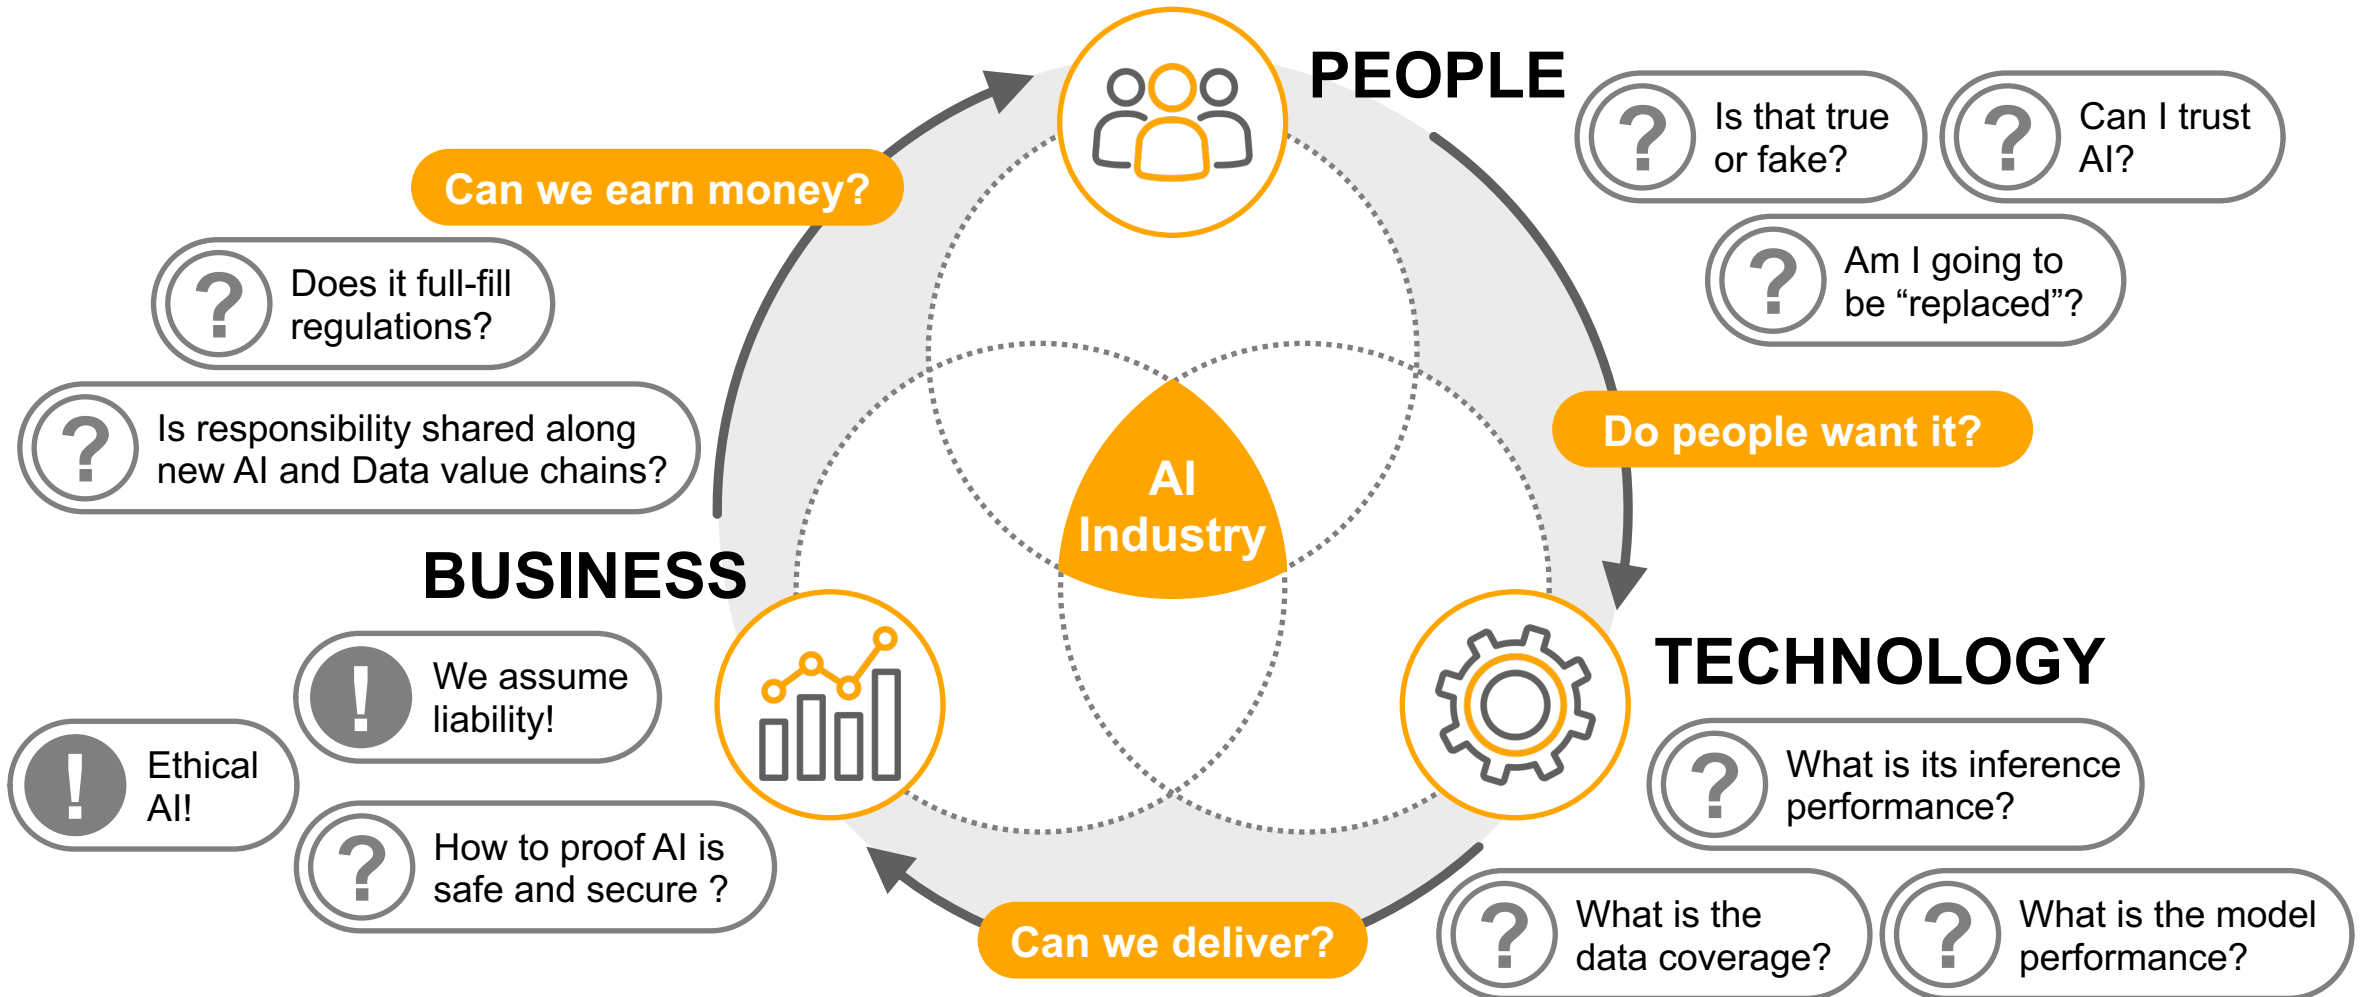 PEOPLE
?
Is that true
or fake?
?
Can I trust
AI?
?
Am I going to
be “replaced”?
Can we earn money?
?
Does it full-fill
regulations?
?
Is responsibility shared along
new AI and Data value chains?
Do people want it?
AI
Industry
BUSINESS
!
We assume
liability!
!
Ethical
AI!
?
How to proof AI is
safe and secure ?
TECHNOLOGY
?
What is its inference
performance?
?
What is the
data coverage?
?
What is the model
performance?
Can we deliver?